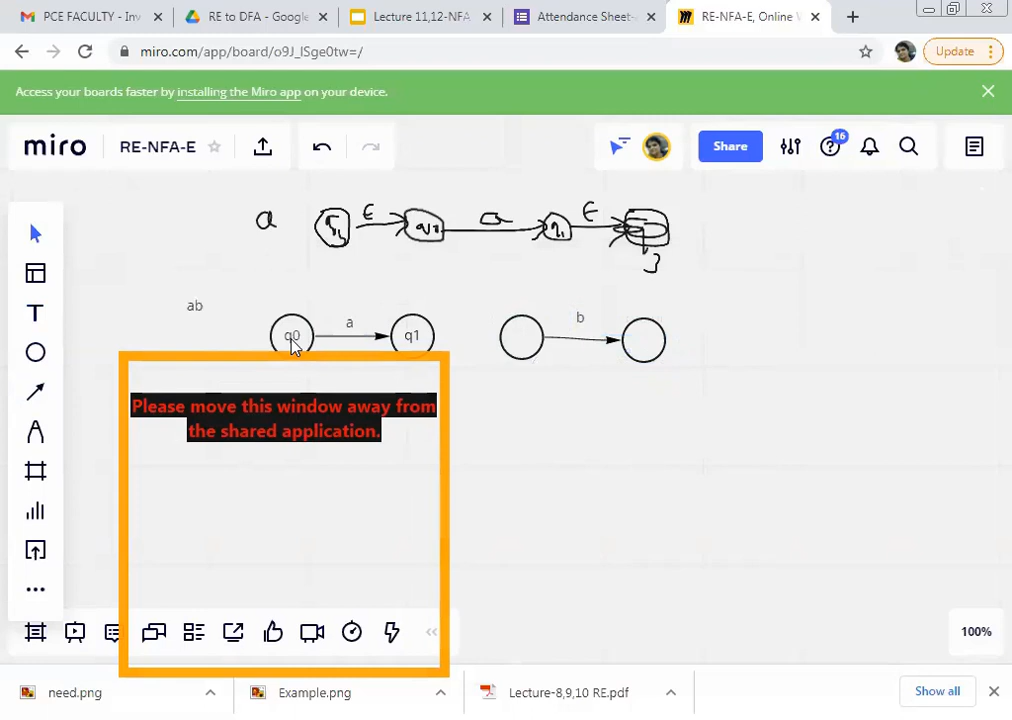 PCE FACULTY - Inv
RE to DFA - Google
Lecture 11,12-NFA
Attendance Sheet-
RE-NFA-E, Online W
miro.com/app/board/o9J_lSge0tw=/
Update
Access your boards faster by installing the Miro app on your device.
miro
RE-NFA-E
16
Share
a
ε
a
q1
ε
3
ab
q0
a
q1
b
Please move this window away from
the shared application.
100%
need.png
Example.png
Lecture-8,9,10 RE.pdf
Show all